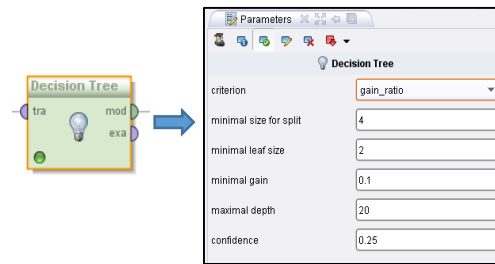 Decision Tree
tra
mod
exa
Parameters
Decision Tree
criterion
gain_ratio
minimal size for split
4
minimal leaf size
2
minimal gain
0.1
maximal depth
20
confidence
0.25